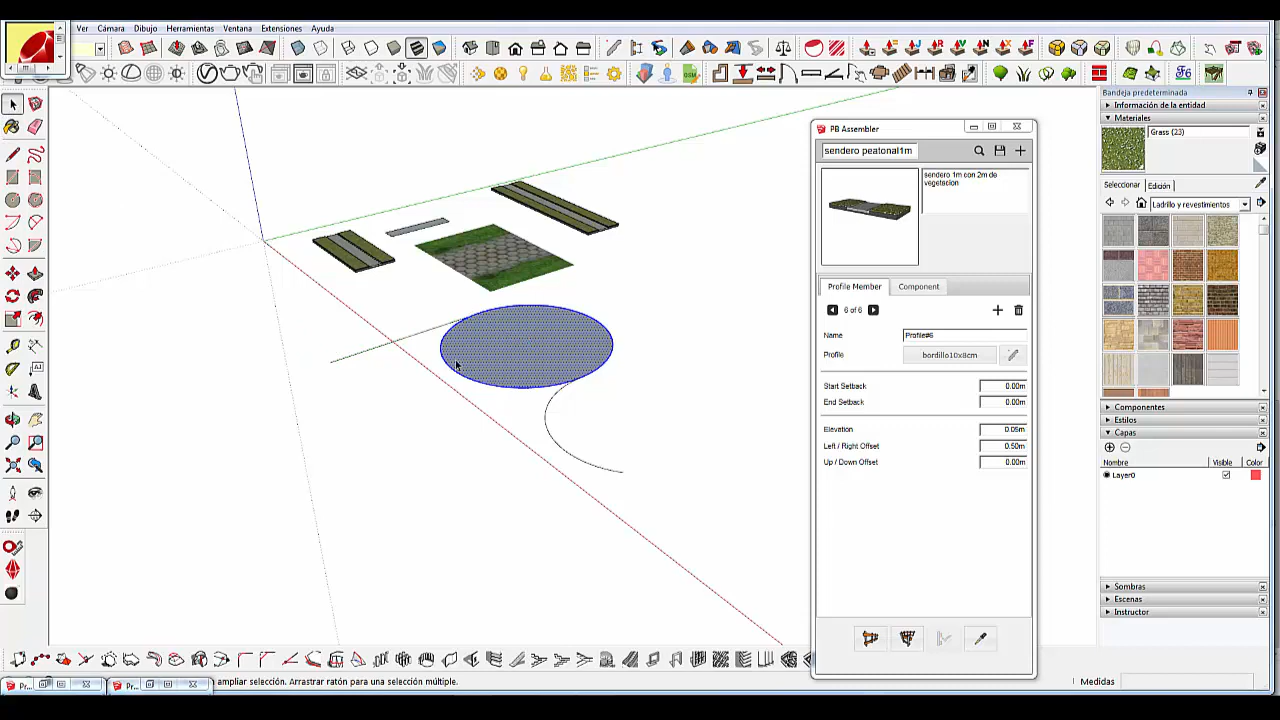 Ver Cámara Dibujo Herramientas Ventana Extensiones Ayuda
Bandeja predeterminada
Información de la entidad
Materiales
Grass (23)
Seleccionar Edición
Ladrillo y revestimientos
Componentes
Estilos
Capas
Nombre Visible Color
Layer0
Sombras
Escenas
Instructor
PB Assembler
sendero peatonal1m
sendero 1m con 2m de
vegetacion
Profile Member Component
6 of 6
Name Profile#6
Profile bordillo10x8cm
Start Setback 0.00m
End Setback 0.00m
Elevation 0.05m
Left / Right Offset 0.50m
Up / Down Offset 0.00m
Pr... Pr... ampliar selección. Arrastrar ratón para una selección múltiple.
Medidas